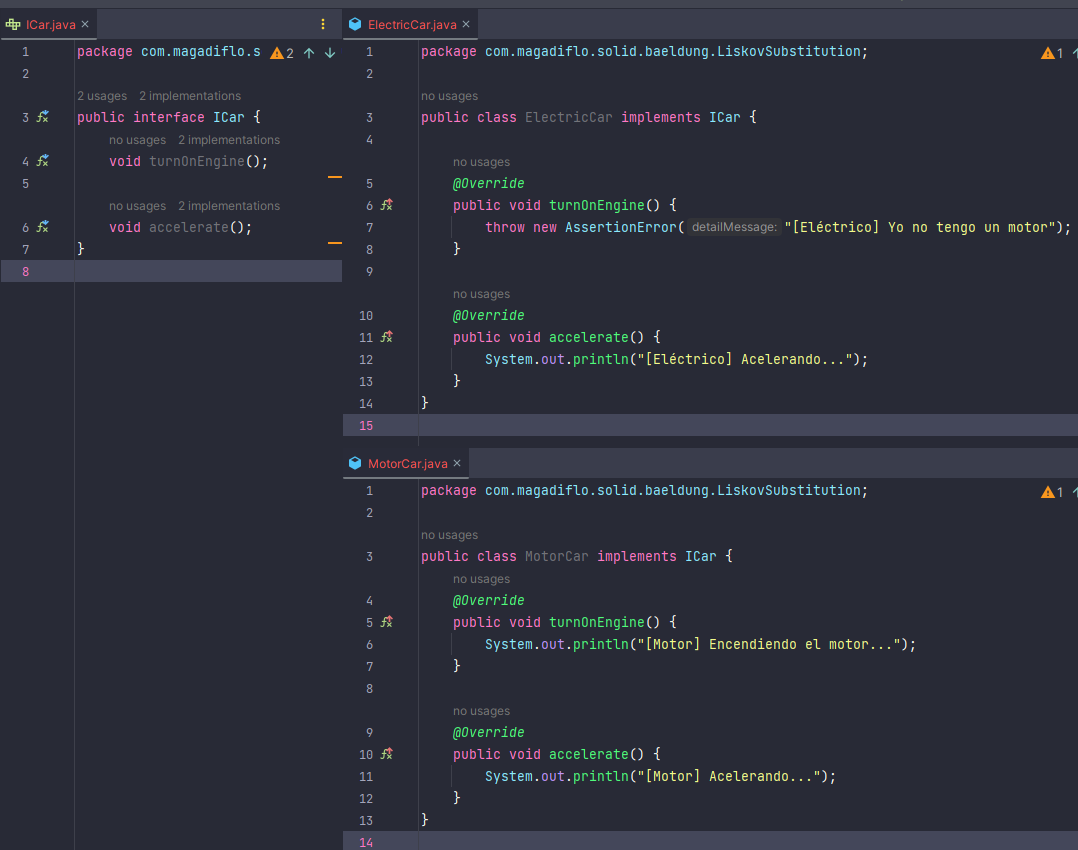 ICar.java ×
1 package com.magadiflo.s 2
2
2 usages 2 implementations
3 public interface ICar {
no usages 2 implementations
4 void turnOnEngine();
5
no usages 2 implementations
6 void accelerate();
7 }
8
ElectricCar.java ×
1 package com.magadiflo.solid.baeldung.LiskovSubstitution; 1
2
no usages
3 public class ElectricCar implements ICar {
4
no usages
5 @Override
6 public void turnOnEngine() {
7 throw new AssertionError( detailMessage: "[Eléctrico] Yo no tengo un motor");
8 }
9
no usages
10 @Override
11 public void accelerate() {
12 System.out.println("[Eléctrico] Acelerando...");
13 }
14 }
15
MotorCar.java ×
1 package com.magadiflo.solid.baeldung.LiskovSubstitution; 1
2
no usages
3 public class MotorCar implements ICar {
no usages
4 @Override
5 public void turnOnEngine() {
6 System.out.println("[Motor] Encendiendo el motor...");
7 }
8
no usages
9 @Override
10 public void accelerate() {
11 System.out.println("[Motor] Acelerando...");
12 }
13 }
14